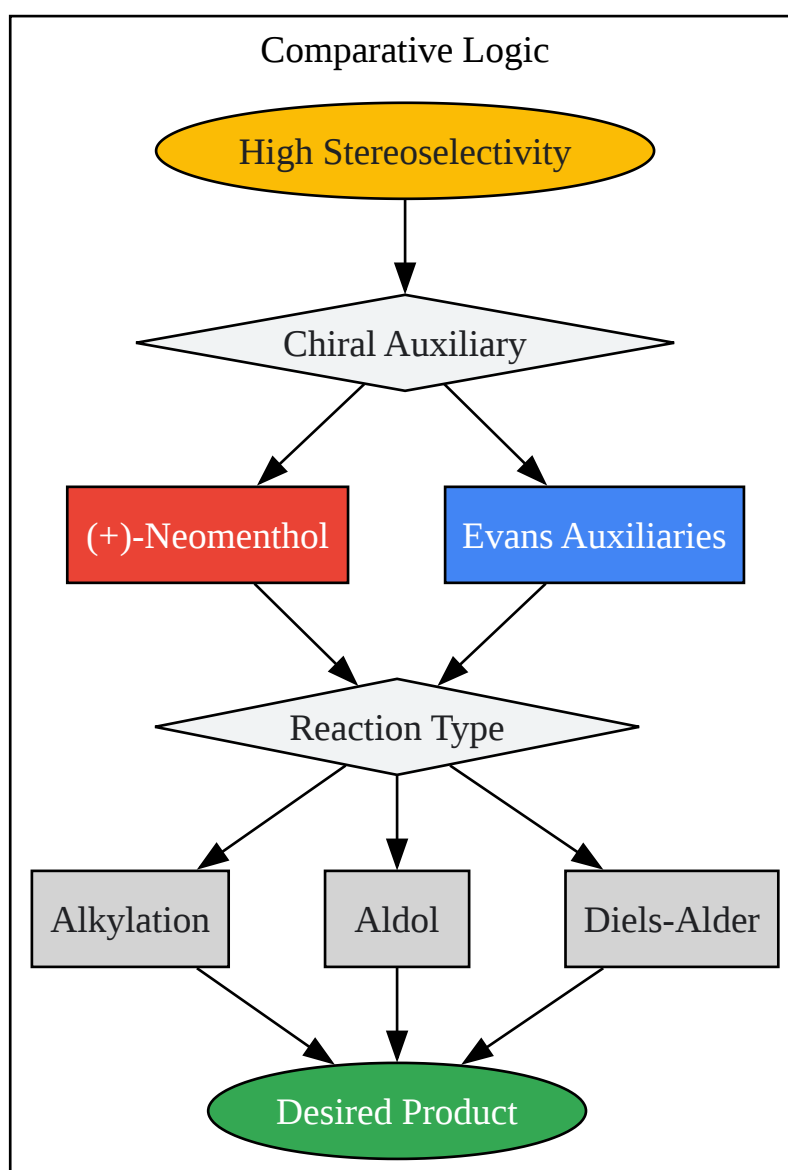 Comparative Logic
High Stereoselectivity
Chiral Auxiliary
(+)-Neomenthol
Evans Auxiliaries
Reaction Type
Alkylation
Aldol
Diels-Alder
Desired Product